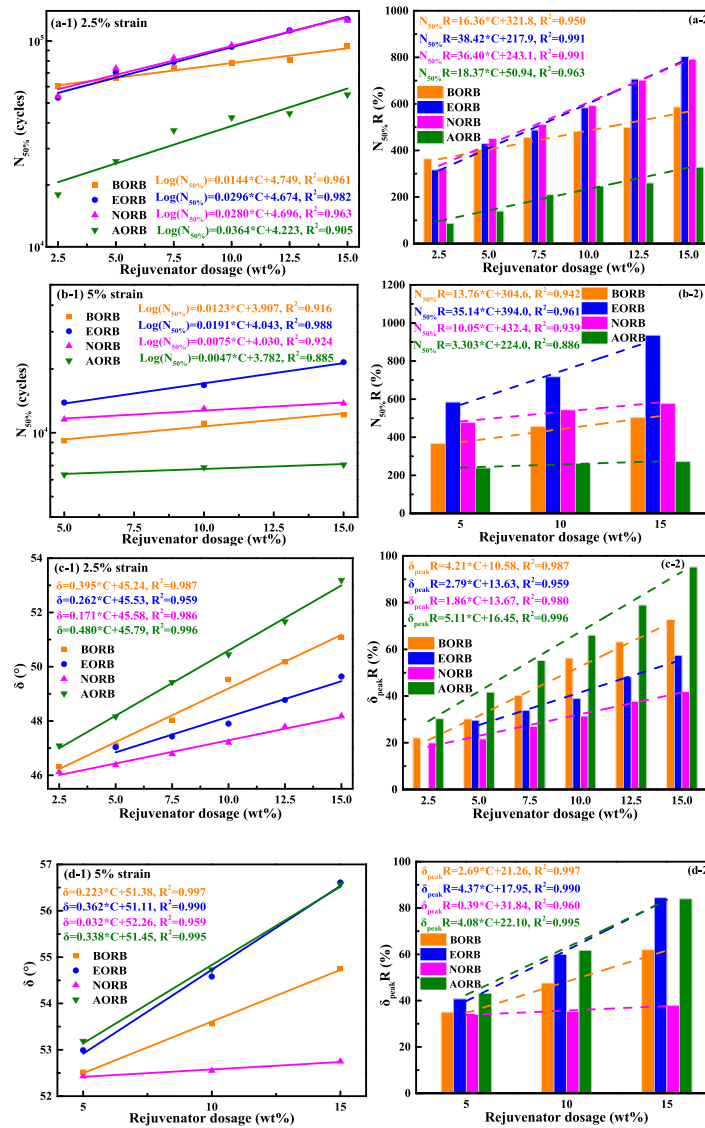 (a-1) 2.5% strain
10⁵
10⁴
N50% (cycles)
BORB
EORB
NORB
AORB
Log(N50%)=0.0144*C+4.749, R²=0.961
Log(N50%)=0.0296*C+4.674, R²=0.982
Log(N50%)=0.0280*C+4.696, R²=0.963
Log(N50%)=0.0364*C+4.223, R²=0.905
2.5 5.0 7.5 10.0 12.5 15.0
Rejuvenator dosage (wt%)
N50%R=16.36*C+321.8, R²=0.950
N50%R=38.42*C+217.9, R²=0.991
N50%R=36.40*C+243.1, R²=0.991
N50%R=18.37*C+50.94, R²=0.963
BORB
EORB
NORB
AORB
1000
800
600
400
200
0
N50%R (%)
2.5 5.0 7.5 10.0 12.5 15.0
Rejuvenator dosage (wt%)
(b-1) 5% strain
Log(N50%)=0.0123*C+3.907, R²=0.916
Log(N50%)=0.0191*C+4.043, R²=0.988
Log(N50%)=0.0075*C+4.030, R²=0.924
Log(N50%)=0.0047*C+3.782, R²=0.885
BORB
EORB
NORB
AORB
10⁴
N50% (cycles)
5.0 7.5 10.0 12.5 15.0
Rejuvenator dosage (wt%)
(b-2)
N50%R=13.76*C+304.6, R²=0.942
N50%R=35.14*C+394.0, R²=0.961
N50%R=10.05*C+432.4, R²=0.939
N50%R=3.303*C+224.0, R²=0.886
BORB
EORB
NORB
AORB
1200
1000
800
600
400
200
0
N50%R (%)
5 10 15
Rejuvenator dosage (wt%)
(c-1) 2.5% strain
δ=0.395*C+45.24, R²=0.987
δ=0.262*C+45.53, R²=0.959
δ=0.171*C+45.58, R²=0.986
δ=0.480*C+45.79, R²=0.996
BORB
EORB
NORB
AORB
54
52
50
48
46
δ (°)
2.5 5.0 7.5 10.0 12.5 15.0
Rejuvenator dosage (wt%)
(c-2)
δpeakR=4.21*C+10.58, R²=0.987
δpeakR=2.79*C+13.63, R²=0.959
δpeakR=1.86*C+13.67, R²=0.980
δpeakR=5.11*C+16.45, R²=0.996
BORB
EORB
NORB
AORB
100
80
60
40
20
0
δpeakR (%)
2.5 5.0 7.5 10.0 12.5 15.0
Rejuvenator dosage (wt%)
(d-1) 5% strain
δ=0.223*C+51.38, R²=0.997
δ=0.362*C+51.11, R²=0.990
δ=0.032*C+52.26, R²=0.959
δ=0.338*C+51.45, R²=0.995
BORB
EORB
NORB
AORB
57
56
55
54
53
52
δ (°)
5 10 15
Rejuvenator dosage (wt%)
δpeakR=2.69*C+21.26, R²=0.997
δpeakR=4.37*C+17.95, R²=0.990
δpeakR=0.39*C+31.84, R²=0.960
δpeakR=4.08*C+22.10, R²=0.995
BORB
EORB
NORB
AORB
100
80
60
40
20
0
δpeakR (%)
5 10 15
Rejuvenator dosage (wt%)